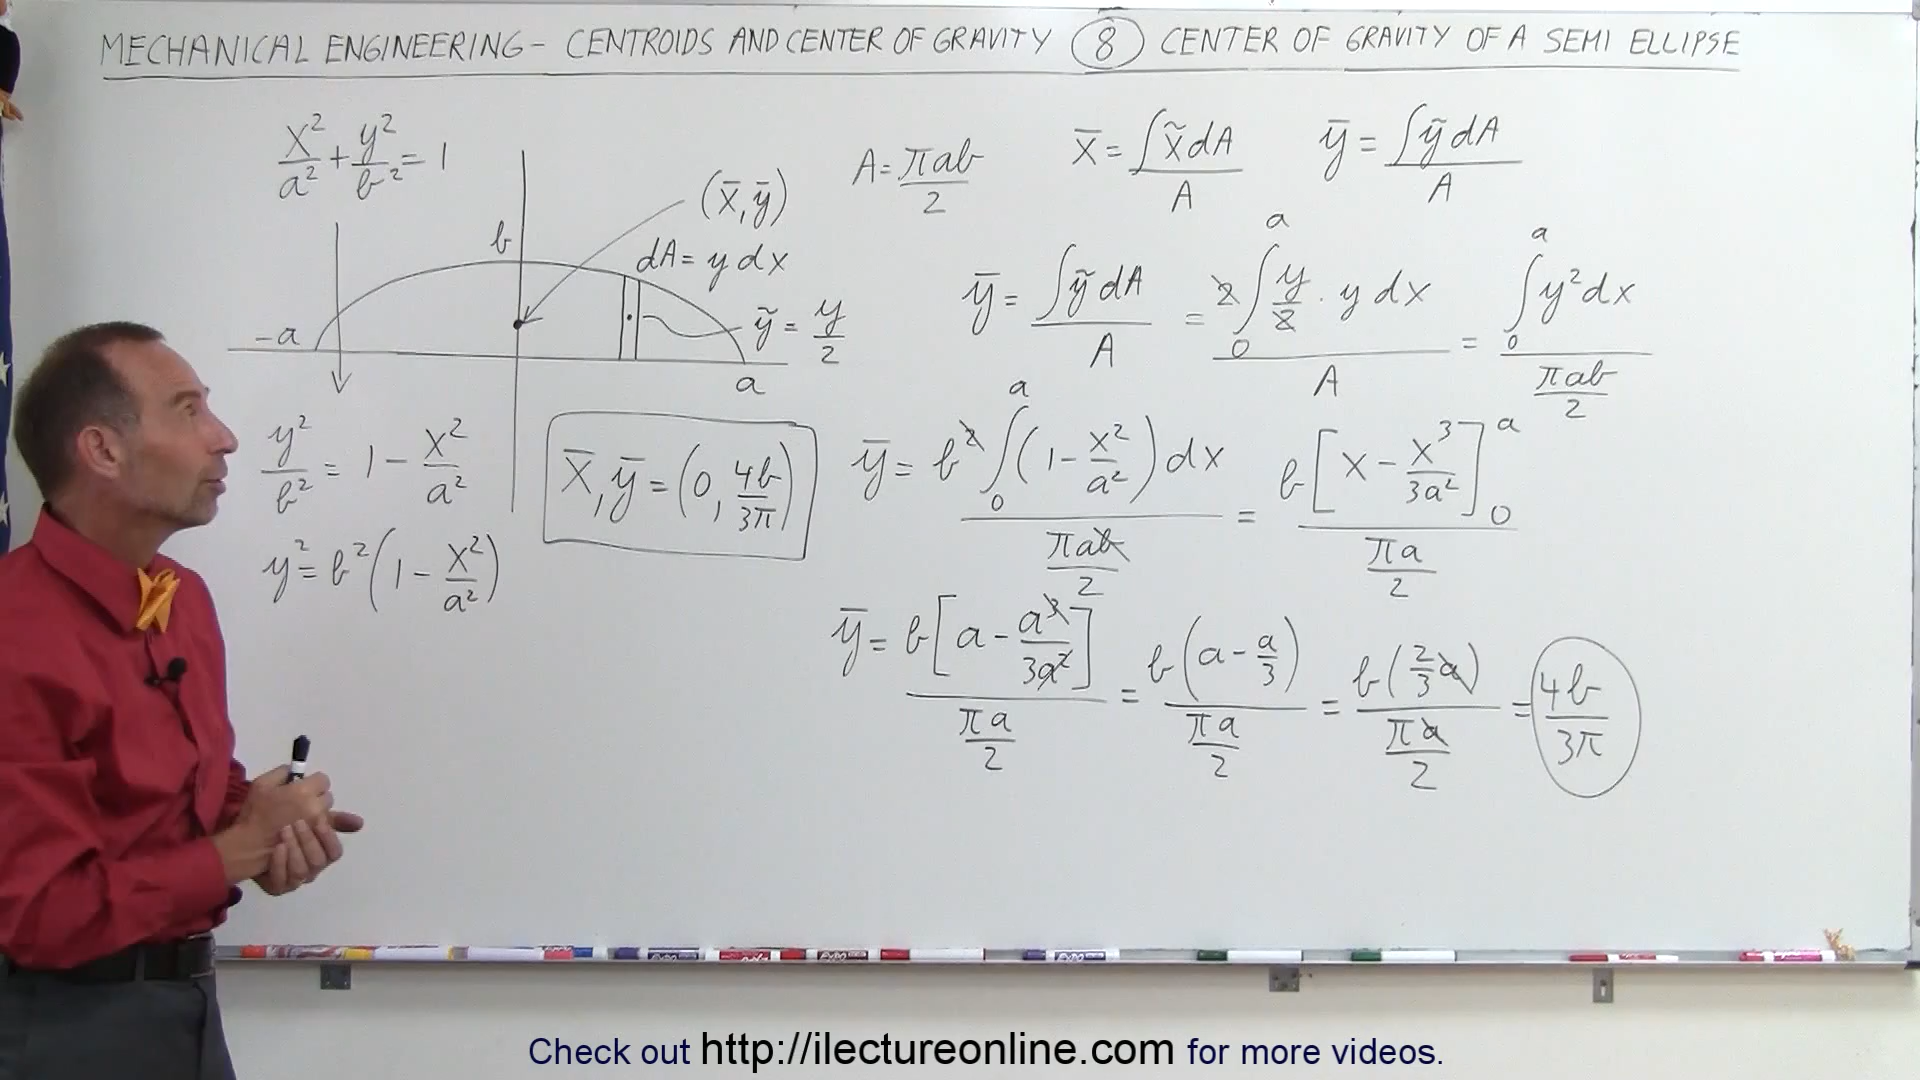 MECHANICAL ENGINEERING - CENTROIDS AND CENTER OF GRAVITY (8) CENTER OF GRAVITY OF A SEMI ELLIPSE
x²/a² + y²/b² = 1
A = πab/2
x̄ = ∫x̃ dA / A
ȳ = ∫ỹ dA / A
(x̄, ȳ)
b
dA = y dx
ỹ = y/2
-a
a
ȳ = ∫ỹ dA / A = 2 ∫₀ᵃ y/2 · y dx / A = ∫₀ᵃ y² dx / (πab/2)
y²/b² = 1 - x²/a²
x̄, ȳ = (0, 4b/3π)
ȳ = b² ∫₀ᵃ (1 - x²/a²) dx / (πab/2) = b [x - x³/3a²]₀ᵃ / (πa/2)
y² = b² (1 - x²/a²)
ȳ = b [a - a³/3a²] / (πa/2) = b (a - a/3) / (πa/2) = b (2/3 a) / (πa/2) = 4b/3π
Check out http://ilectureonline.com for more videos.